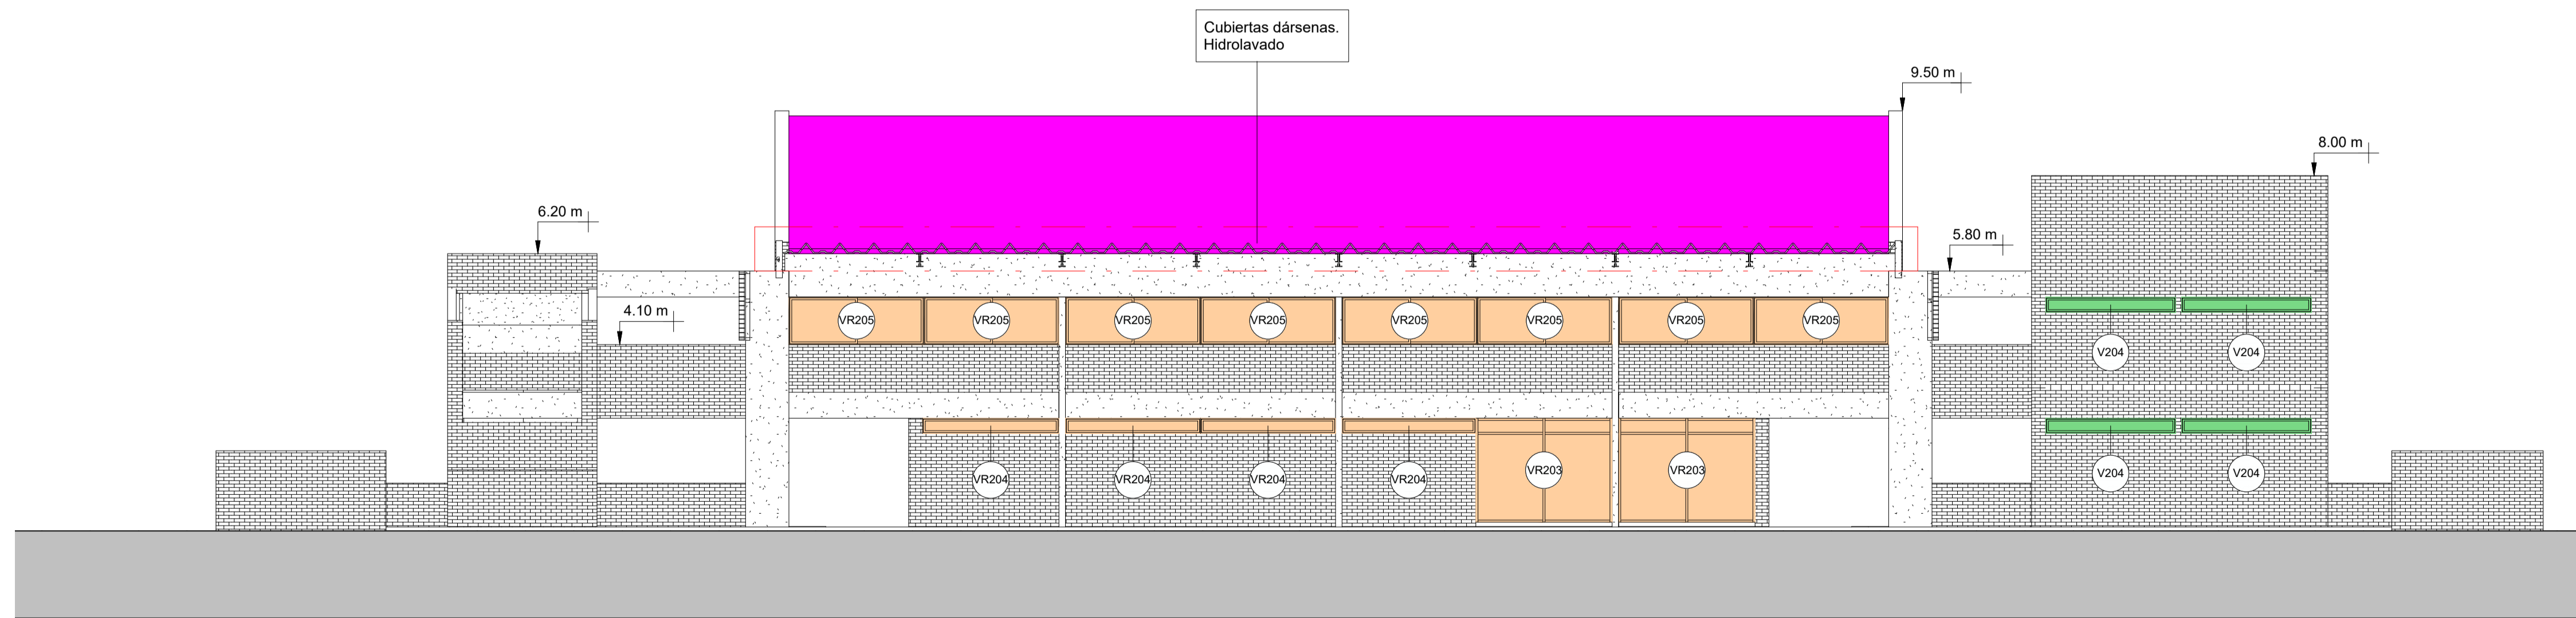 Cubiertas dársenas.
Hidrolavado
9.50 m
8.00 m
6.20 m
5.80 m
4.10 m
VR205 VR205 VR205 VR205 VR205 VR205 VR205 VR205
V204 V204
VR204 VR204 VR204 VR204 VR203 VR203 V204 V204